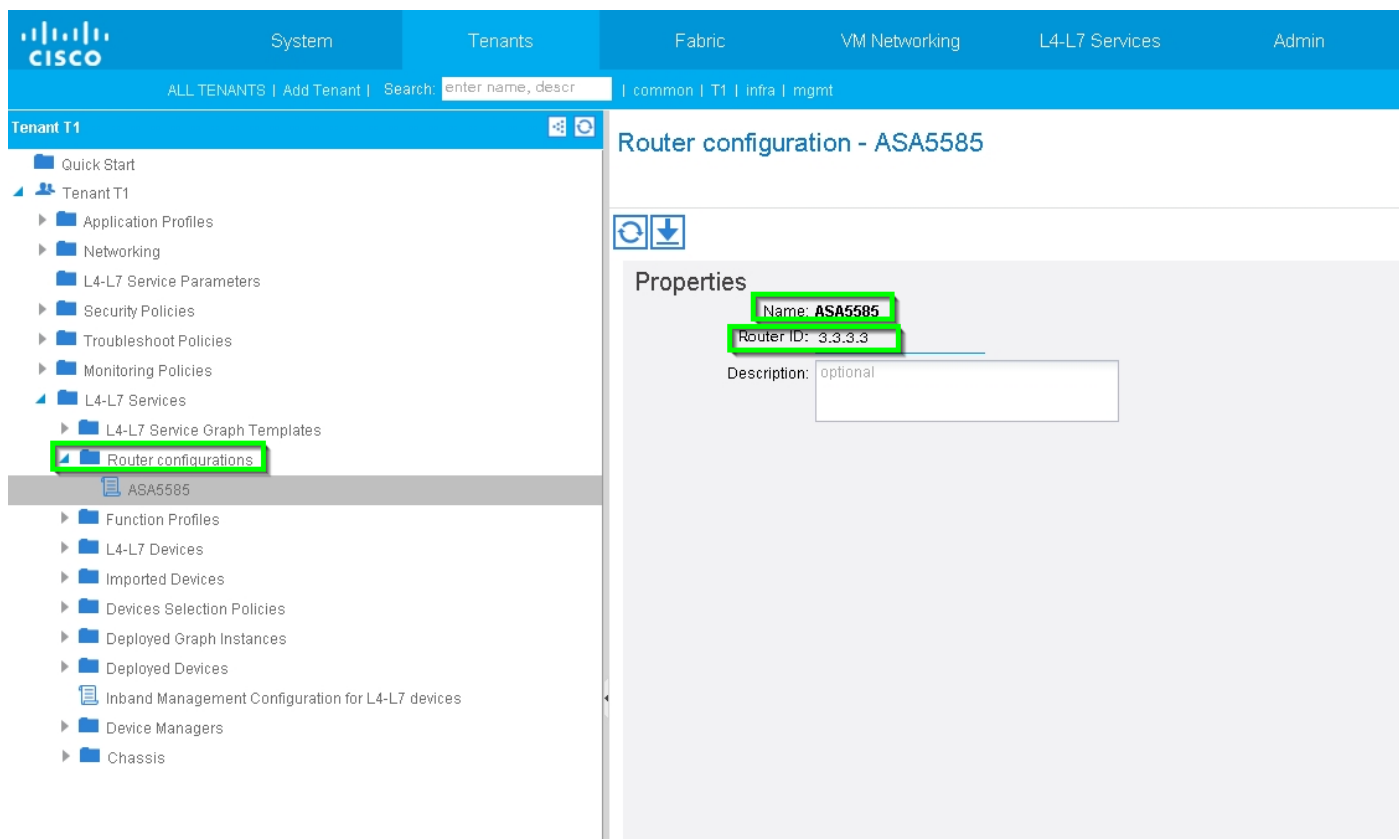 CISCO
System Tenants Fabric VM Networking L4-L7 Services Admin
ALL TENANTS | Add Tenant | Search: enter name, descr | common | T1 | infra | mgmt
Tenant T1
Quick Start
Tenant T1
Application Profiles
Networking
L4-L7 Service Parameters
Security Policies
Troubleshoot Policies
Monitoring Policies
L4-L7 Services
L4-L7 Service Graph Templates
Router configurations
ASA5585
Function Profiles
L4-L7 Devices
Imported Devices
Devices Selection Policies
Deployed Graph Instances
Deployed Devices
Inband Management Configuration for L4-L7 devices
Device Managers
Chassis
Router configuration - ASA5585
Properties
Name: ASA5585
Router ID: 3.3.3.3
Description: optional